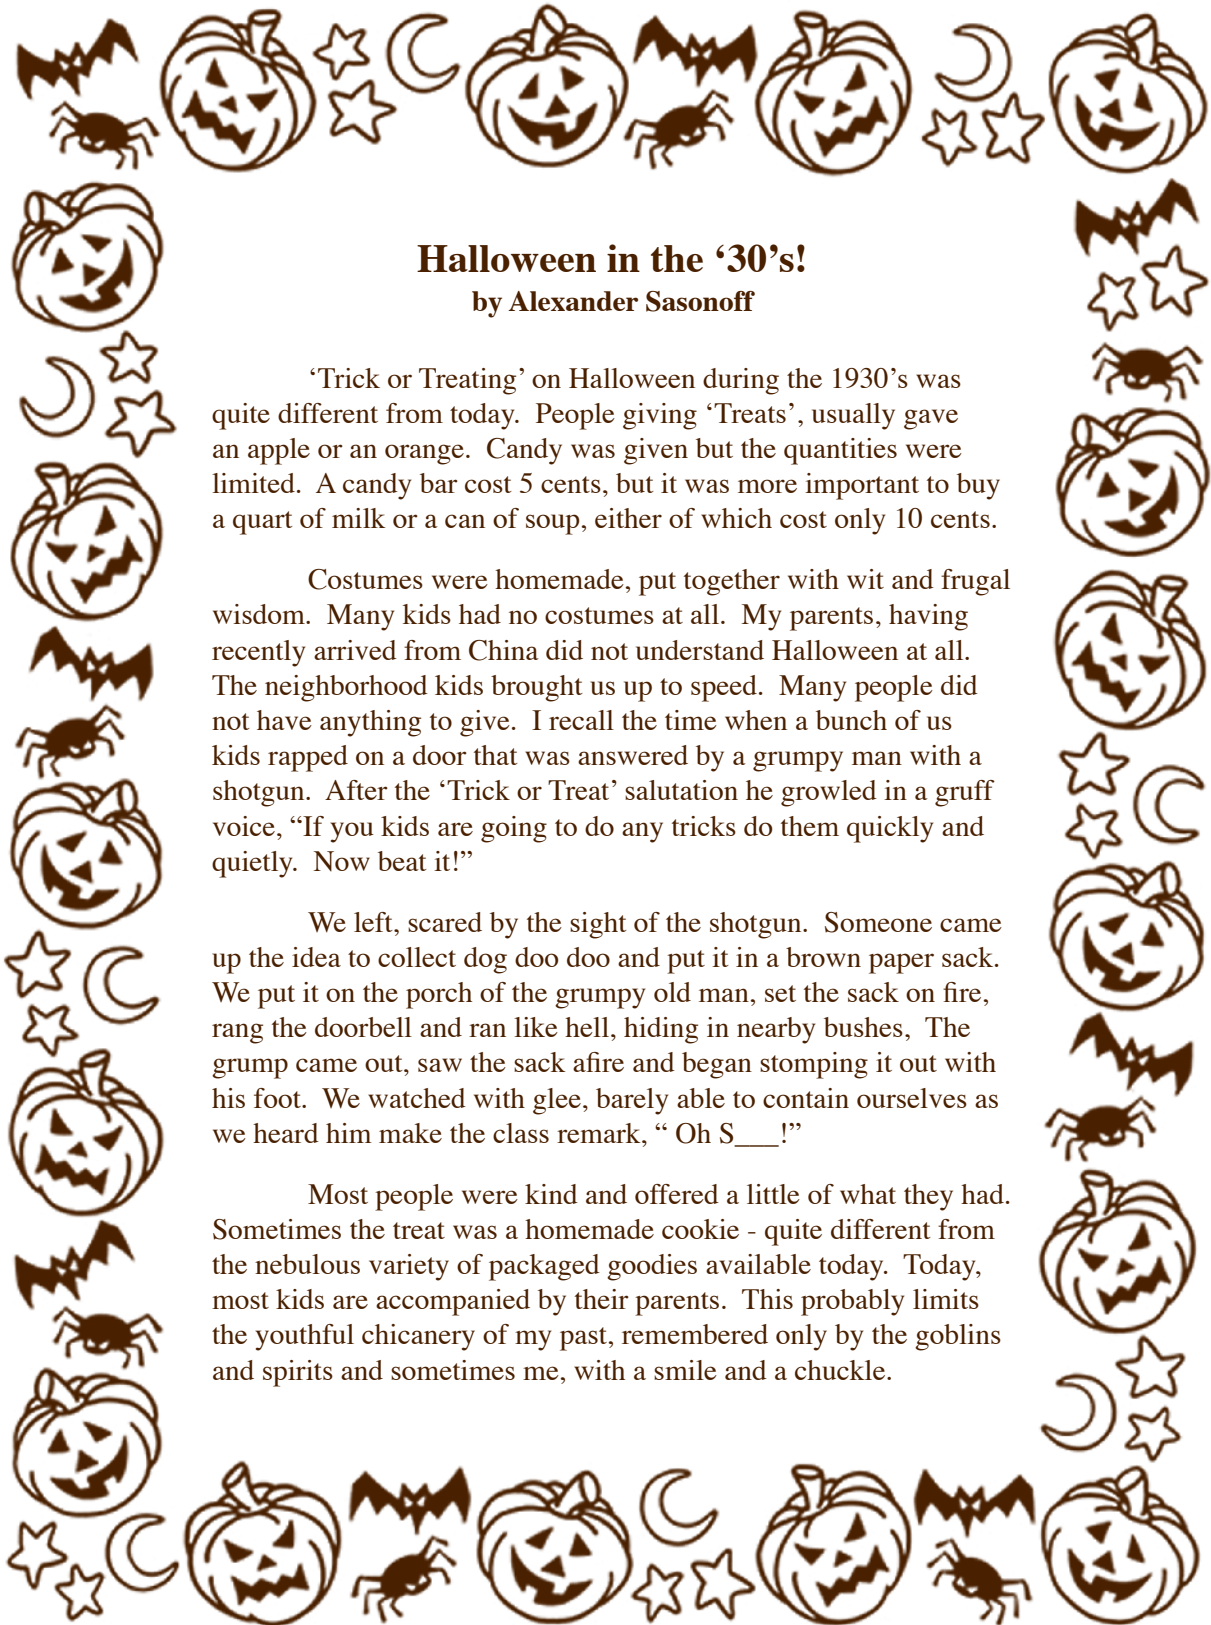 Halloween in the ‘30’s!
by Alexander Sasonoff
‘Trick or Treating’ on Halloween during the 1930’s was
quite different from today.  People giving ‘Treats’, usually gave
an apple or an orange.  Candy was given but the quantities were
limited.  A candy bar cost 5 cents, but it was more important to buy
a quart of milk or a can of soup, either of which cost only 10 cents.
Costumes were homemade, put together with wit and frugal
wisdom.  Many kids had no costumes at all.  My parents, having
recently arrived from China did not understand Halloween at all.
The neighborhood kids brought us up to speed.  Many people did
not have anything to give.  I recall the time when a bunch of us
kids rapped on a door that was answered by a grumpy man with a
shotgun.  After the ‘Trick or Treat’ salutation he growled in a gruff
voice, “If you kids are going to do any tricks do them quickly and
quietly.  Now beat it!”
We left, scared by the sight of the shotgun.  Someone came
up the idea to collect dog doo doo and put it in a brown paper sack.
We put it on the porch of the grumpy old man, set the sack on fire,
rang the doorbell and ran like hell, hiding in nearby bushes,  The
grump came out, saw the sack afire and began stomping it out with
his foot.  We watched with glee, barely able to contain ourselves as
we heard him make the class remark, “ Oh S___!”
Most people were kind and offered a little of what they had.
Sometimes the treat was a homemade cookie - quite different from
the nebulous variety of packaged goodies available today.  Today,
most kids are accompanied by their parents.  This probably limits
the youthful chicanery of my past, remembered only by the goblins
and spirits and sometimes me, with a smile and a chuckle.